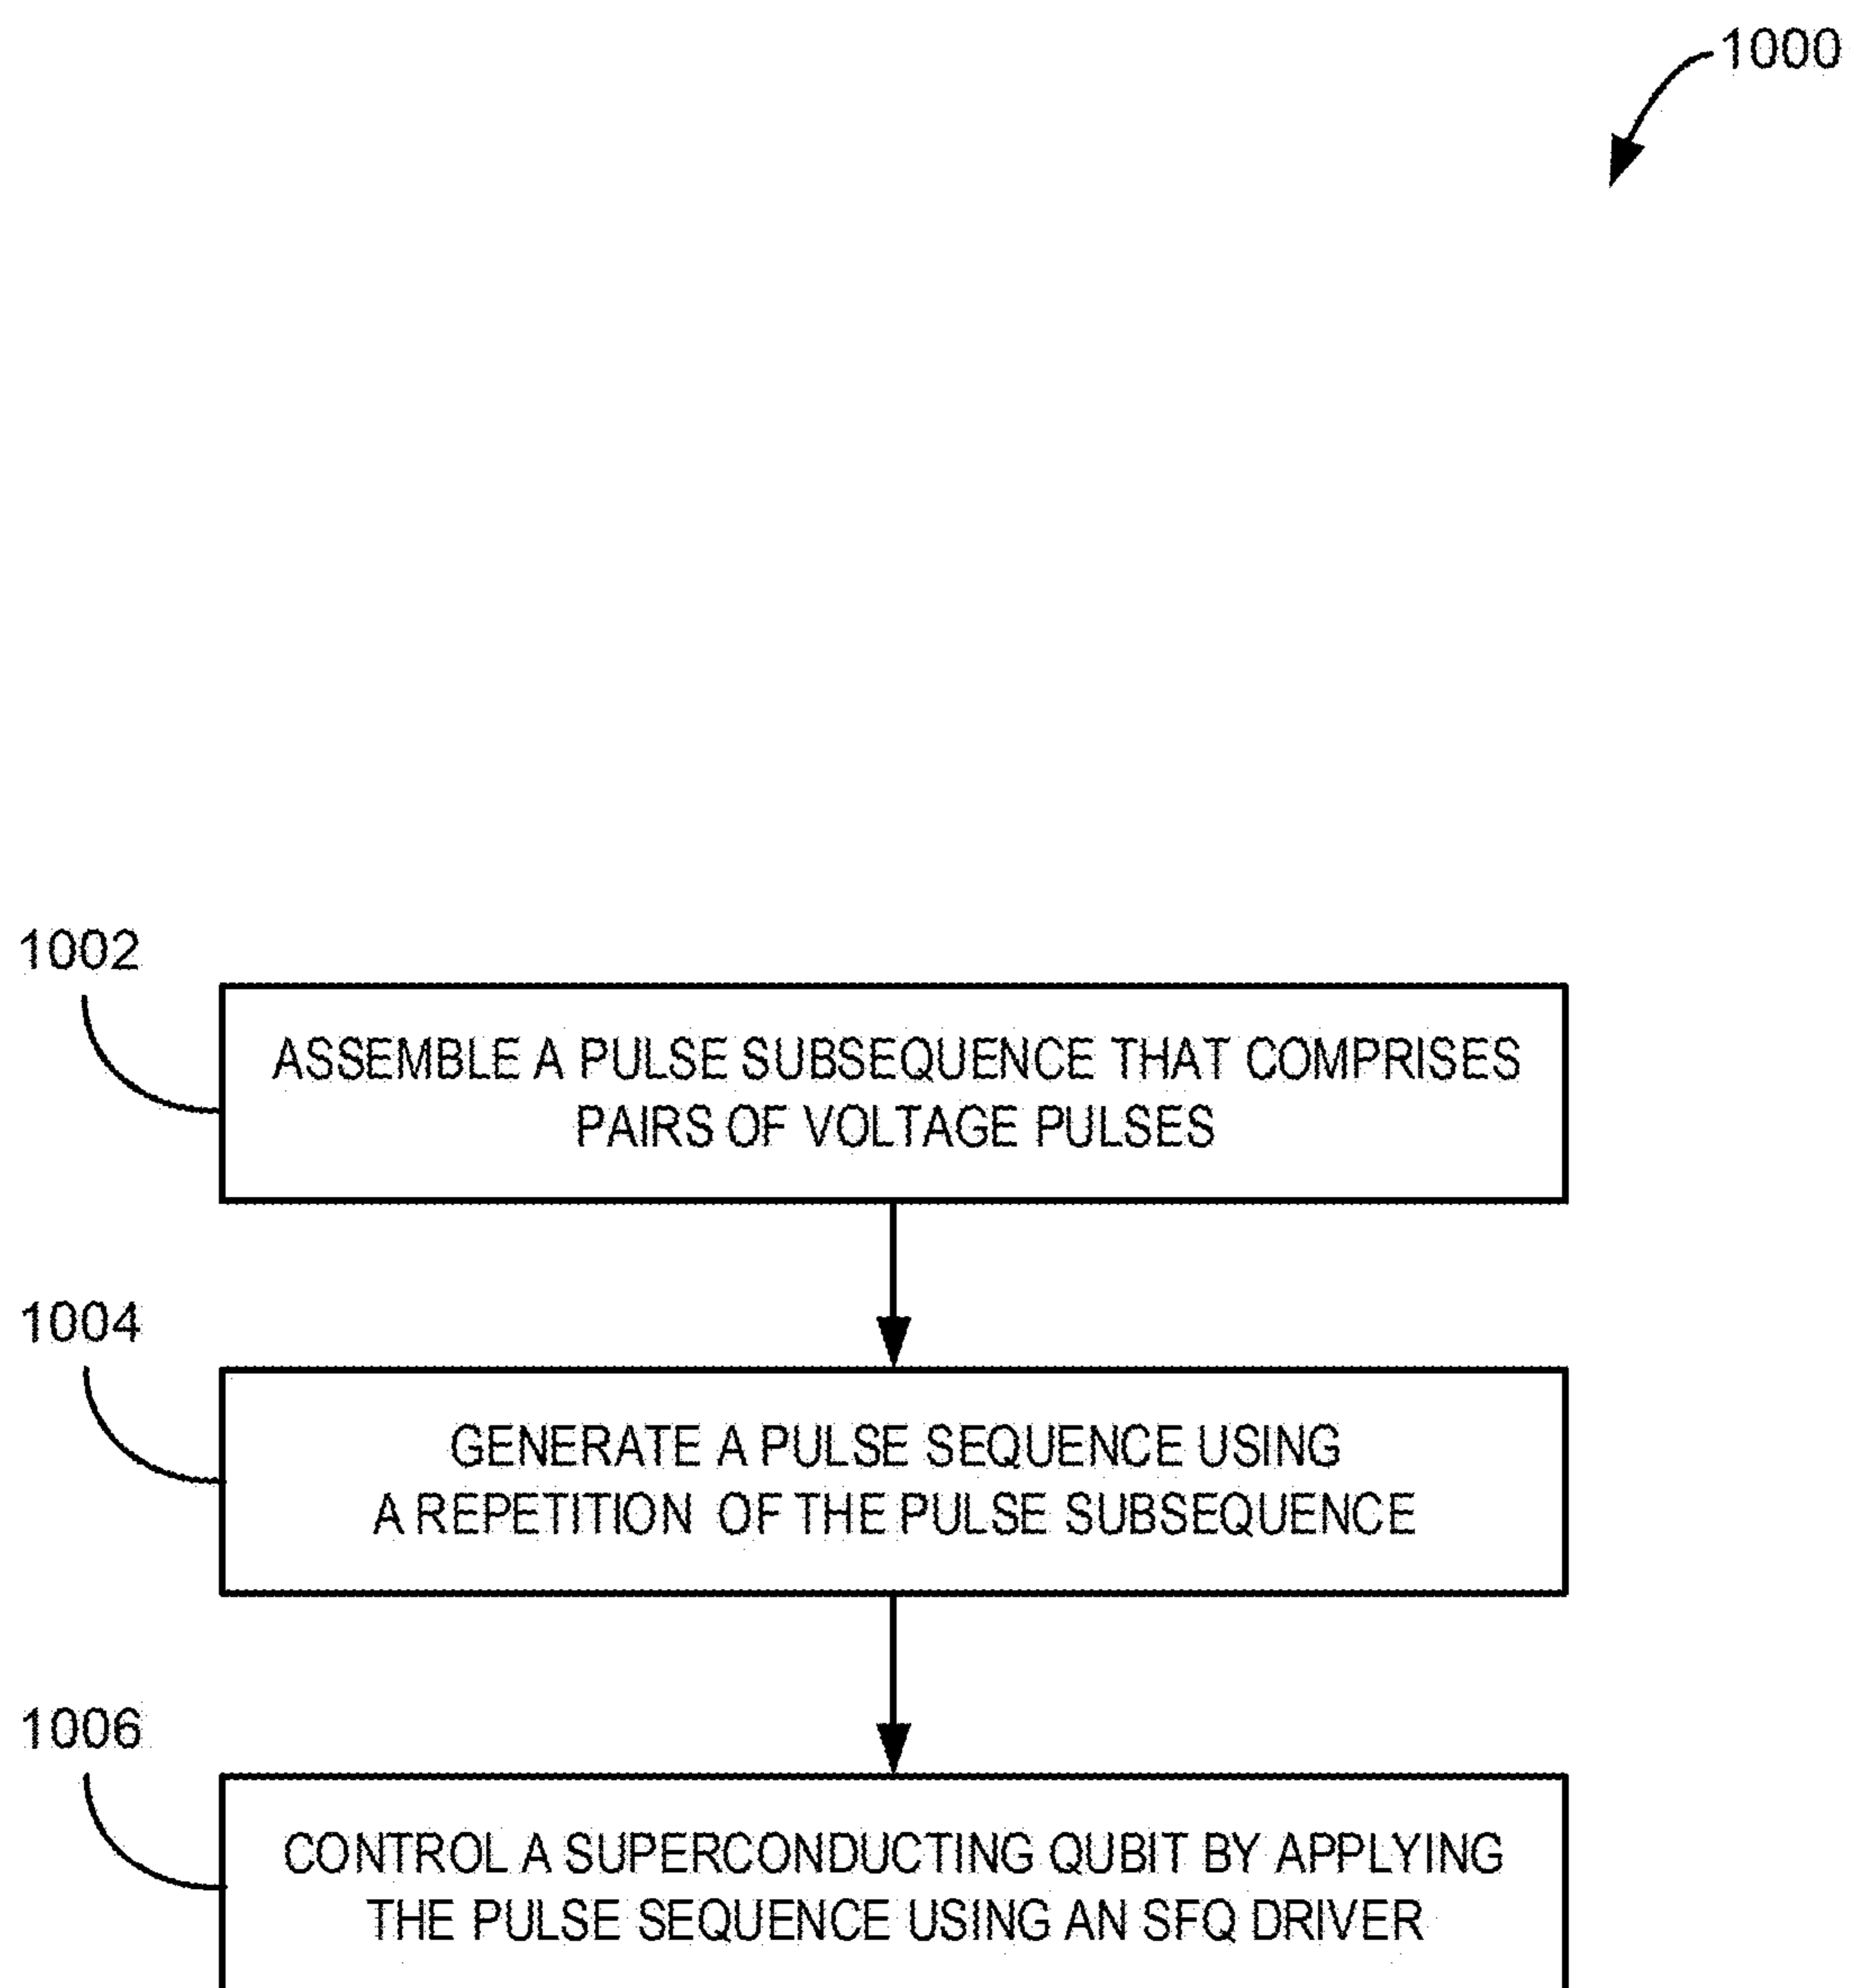 1000
1002
ASSEMBLE A PULSE SUBSEQUENCE THAT COMPRISES
PAIRS OF VOLTAGE PULSES
1004
GENERATE A PULSE SEQUENCE USING
A REPETITION OF THE PULSE SUBSEQUENCE
1006
CONTROL A SUPERCONDUCTING QUBIT BY APPLYING
THE PULSE SEQUENCE USING AN SFQ DRIVER